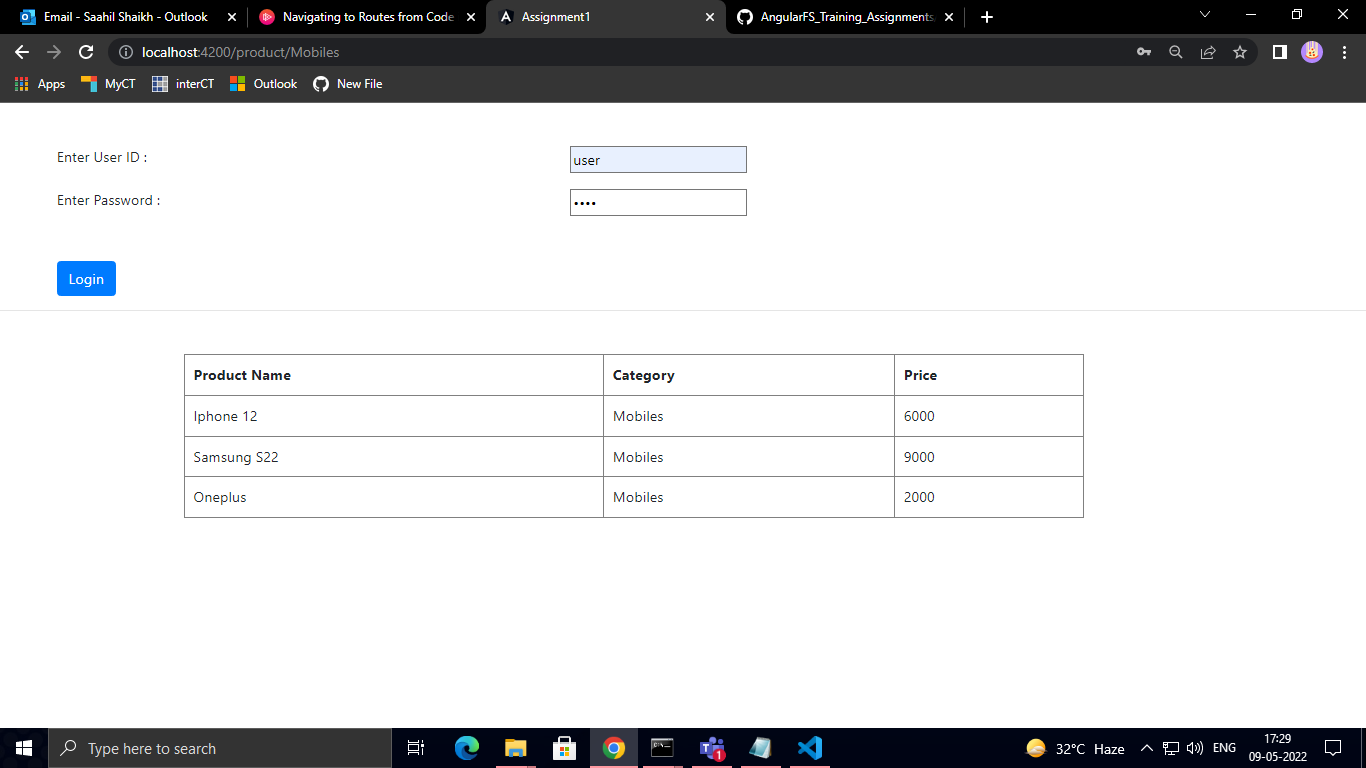 Email - Saahil Shaikh - Outlook Navigating to Routes from Code Assignment1 AngularFS_Training_Assignments
localhost:4200/product/Mobiles
Apps MyCT interCT Outlook New File
Enter User ID : user
Enter Password : ••••
Login
Product Name Category Price
Iphone 12 Mobiles 6000
Samsung S22 Mobiles 9000
Oneplus Mobiles 2000
Type here to search 1 32°C Haze ENG 17:29
09-05-2022